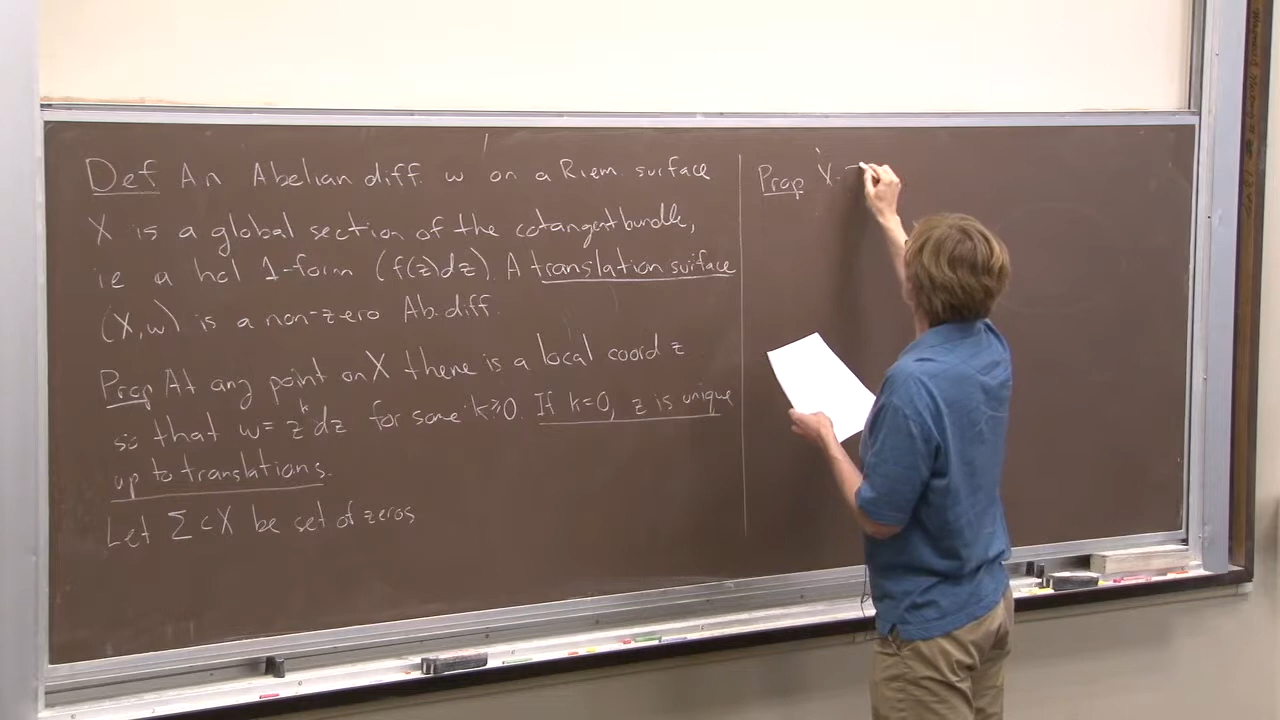 Def An Abelian diff. ω on a Riem. surface
X is a global section of the cotangent bundle,
ie a hol 1-form (f(z)dz). A translation surface
(X,ω) is a non-zero Ab. diff.
Prop At any point on X there is a local coord z
so that ω = z^k dz for some k≥0. If k=0, z is unique
up to translations.
Let Σ⊂X be set of zeros
Prop X -